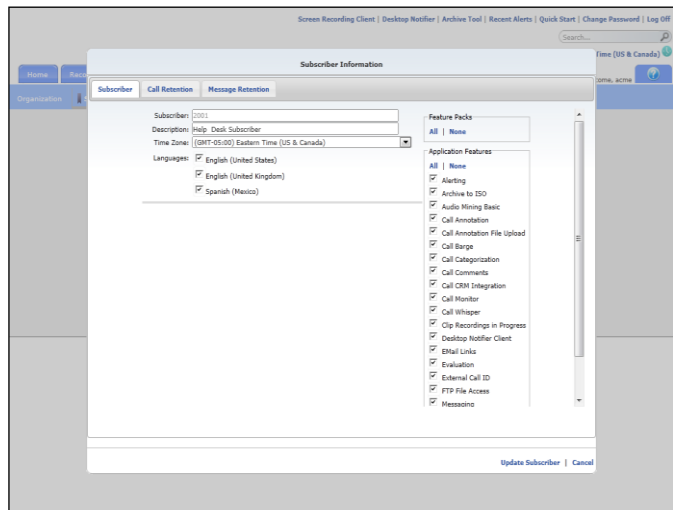 Screen Recording Client | Desktop Notifier | Archive Tool | Recent Alerts | Quick Start | Change Password | Log Off
Search...
Time (US & Canada)
Subscriber Information
Home
ome, acme
Organization
Subscriber
Call Retention
Message Retention
Subscriber: 2001
Description: Help Desk Subscriber
Time Zone: (GMT-05:00) Eastern Time (US & Canada)
Languages: English (United States)
English (United Kingdom)
Spanish (Mexico)
Feature Packs
All | None
Application Features
All | None
Alerting
Archive to ISO
Audio Mining Basic
Call Annotation
Call Annotation File Upload
Call Barge
Call Categorization
Call Comments
Call CRM Integration
Call Monitor
Call Whisper
Clip Recordings in Progress
Desktop Notifier Client
EMail Links
Evaluation
External Call ID
FTP File Access
Messaging
Update Subscriber | Cancel